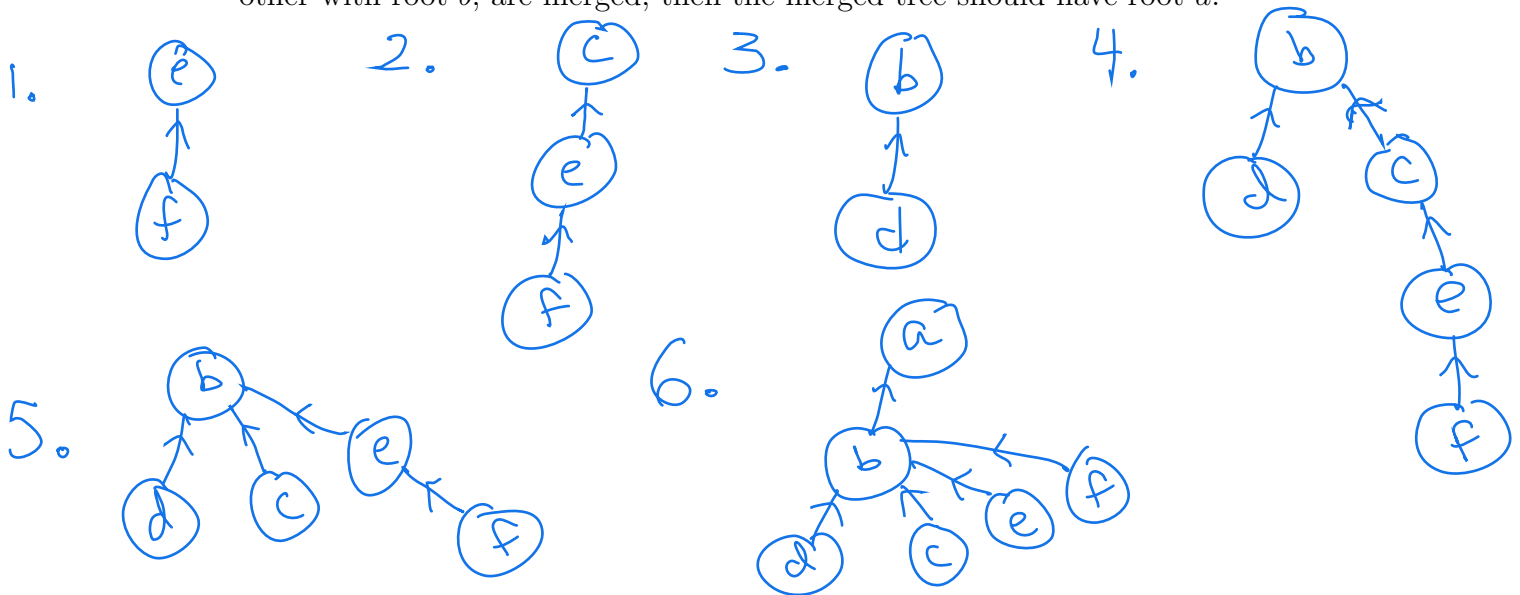 other with root b, are merged, then the merged tree should have root a.
1. e f
2. c e f
3. b d
4. b d c e f
5. b d c e f
6. a b d c e f